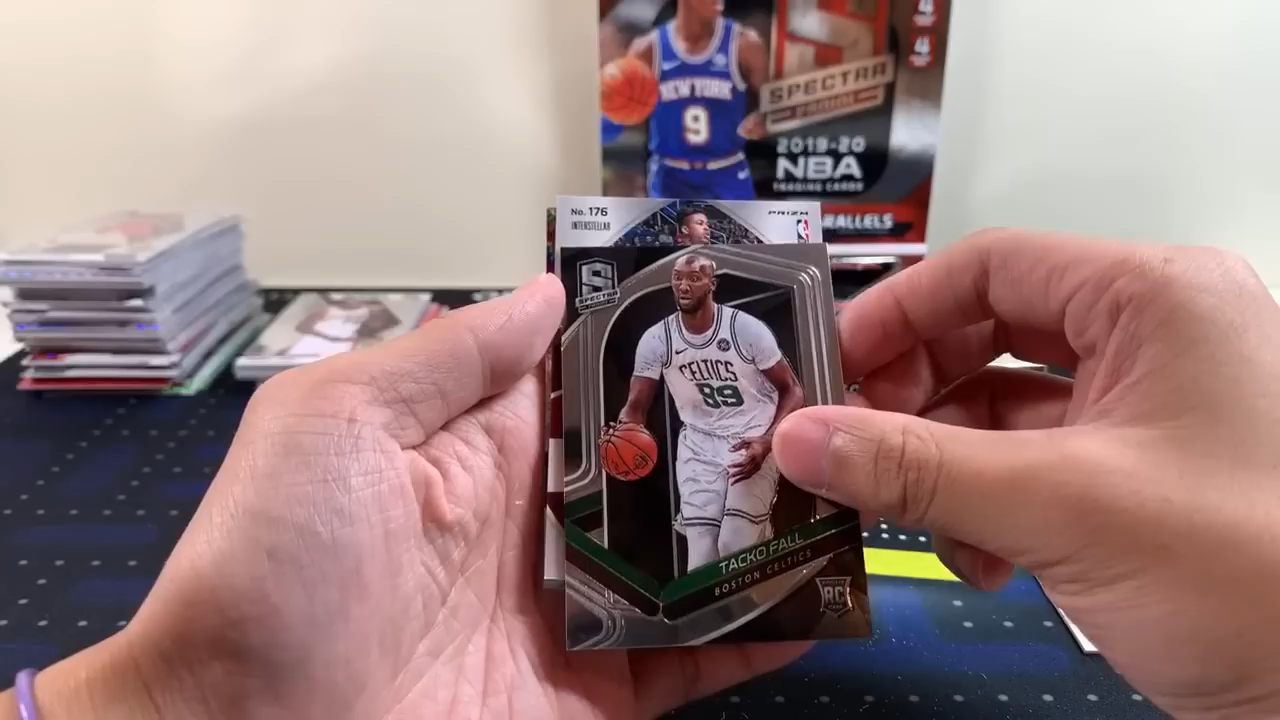 4
4
NEW YORK
9
SPECTRA
PANINI
2019-20
NBA
TRADING CARDS
No. 176
INTERSTELLAR
PRIZM
SPECTRA
CELTICS
99
TACKO FALL
BOSTON CELTICS
RC